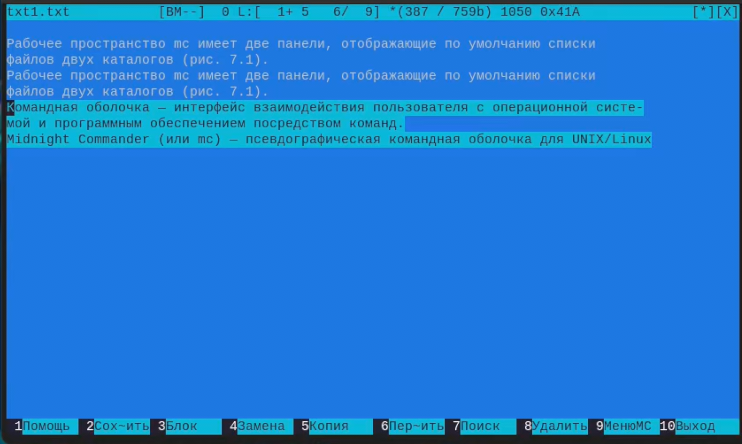 txt1.txt [BM--] 0 L:[ 1+ 5 6/ 9] *(387 / 759b) 1050 0x41A [*][X]
Рабочее пространство mc имеет две панели, отображающие по умолчанию списки
файлов двух каталогов (рис. 7.1).
Рабочее пространство mc имеет две панели, отображающие по умолчанию списки
файлов двух каталогов (рис. 7.1).
Командная оболочка — интерфейс взаимодействия пользователя с операционной систе-
мой и программным обеспечением посредством команд.
Midnight Commander (или mc) — псевдографическая командная оболочка для UNIX/Linux
1Помощь 2Сох~ить 3Блок 4Замена 5Копия 6Пер~ить 7Поиск 8Удалить 9МенюMC 10Выход